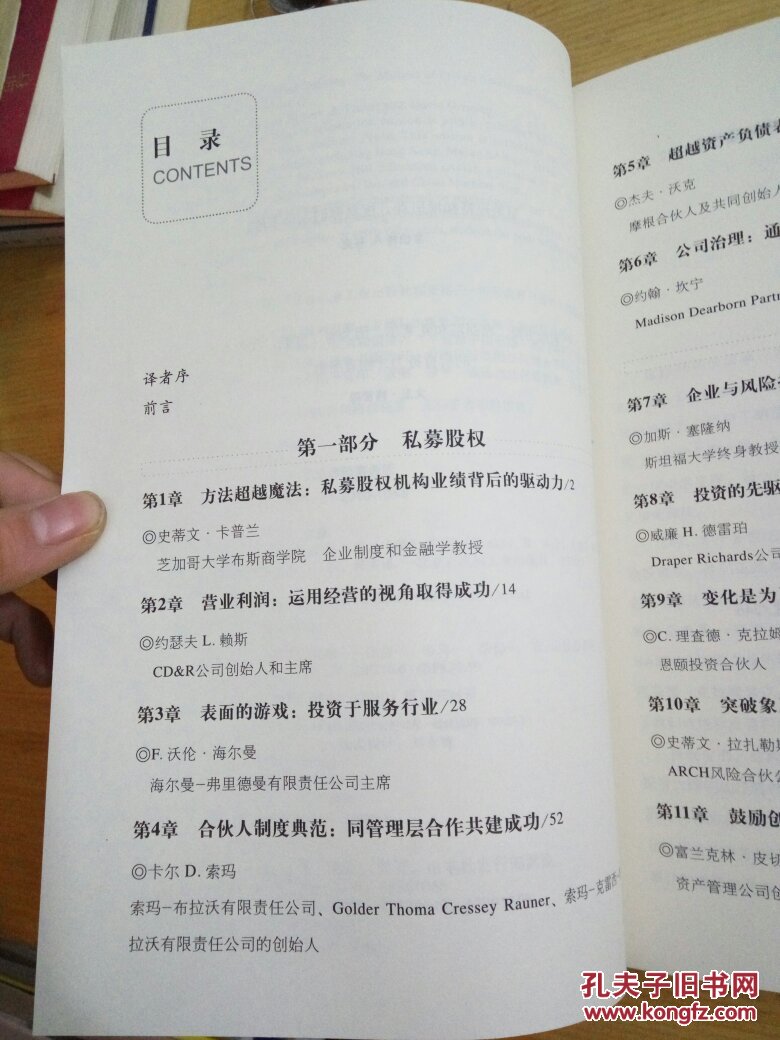 目 录
CONTENTS
译者序
前言
第一部分 私募股权
第1章 方法超越魔法：私募股权机构业绩背后的驱动力/2
◎史蒂文·卡普兰
芝加哥大学布斯商学院 企业制度和金融学教授
第2章 营业利润：运用经营的视角取得成功/14
◎约瑟夫 L. 赖斯
CD&R公司创始人和主席
第3章 表面的游戏：投资于服务行业/28
◎F. 沃伦·海尔曼
海尔曼-弗里德曼有限责任公司主席
第4章 合伙人制度典范：同管理层合作共建成功/52
◎卡尔 D. 索玛
索玛-布拉沃有限责任公司、Golder Thoma Cressey Rauner、索玛-克雷杰
拉沃有限责任公司的创始人
第5章 超越资产负债表
◎杰夫·沃克
摩根合伙人及共同创始人
第6章 公司治理：通
◎约翰·坎宁
Madison Dearborn Partn
第7章 企业与风险
◎加斯·塞隆纳
斯坦福大学终身教授
第8章 投资的先驱
◎威廉 H. 德雷珀
Draper Richards公司
第9章 变化是为
◎C. 理查德·克拉姆
恩颐投资合伙人
第10章 突破象
◎史蒂文·拉扎勒斯
ARCH风险合伙公
第11章 鼓励创
◎富兰克林·皮切
资产管理公司创
孔夫子旧书网
www.kongfz.com